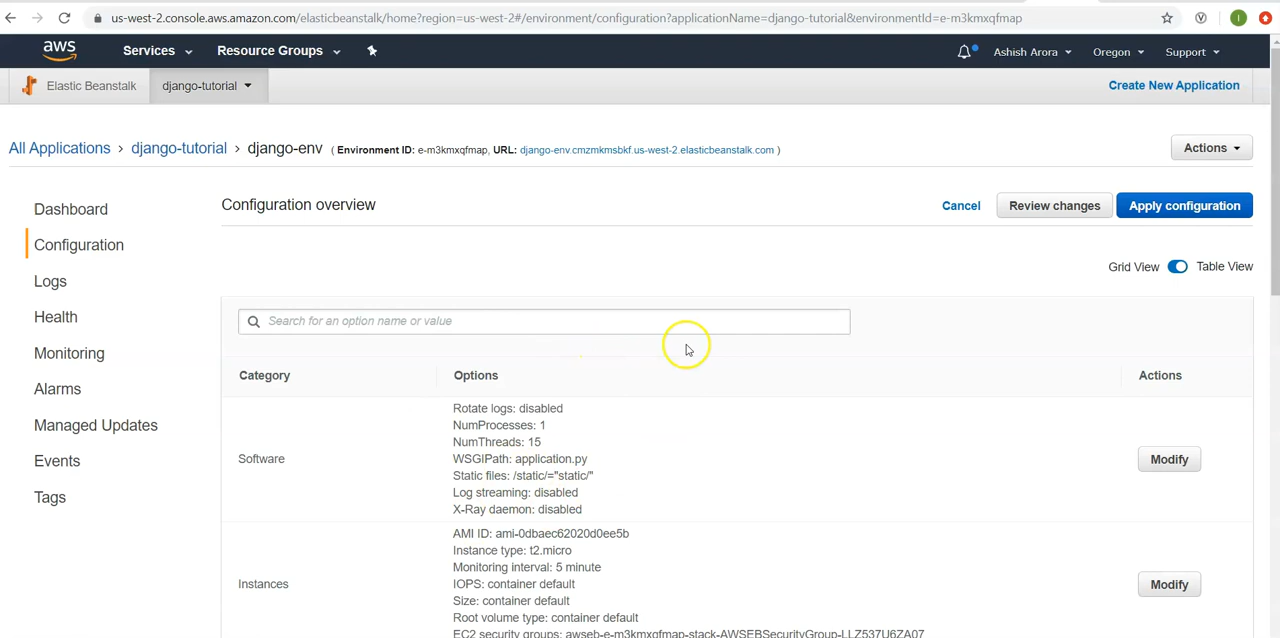 us-west-2.console.aws.amazon.com/elasticbeanstalk/home?region=us-west-2#/environment/configuration?applicationName=django-tutorial&environmentId=e-m3kmxqfmap
V
I
aws
Services
Resource Groups
Ashish Arora
Oregon
Support
Elastic Beanstalk
django-tutorial
Create New Application
All Applications > django-tutorial > django-env ( Environment ID: e-m3kmxqfmap, URL: django-env.cmzmkmsbkf.us-west-2.elasticbeanstalk.com )
Actions
Dashboard
Configuration
Logs
Health
Monitoring
Alarms
Managed Updates
Events
Tags
Configuration overview
Cancel
Review changes
Apply configuration
Grid View
Table View
Search for an option name or value
Category
Options
Actions
Software
Rotate logs: disabled
NumProcesses: 1
NumThreads: 15
WSGIPath: application.py
Static files: /static/="static/"
Log streaming: disabled
X-Ray daemon: disabled
Modify
Instances
AMI ID: ami-0dbaec62020d0ee5b
Instance type: t2.micro
Monitoring interval: 5 minute
IOPS: container default
Size: container default
Root volume type: container default
EC2 security groups: awseb-e-m3kmxqfmap-stack-AWSEBSecurityGroup-LLZ537U6ZA07
Modify